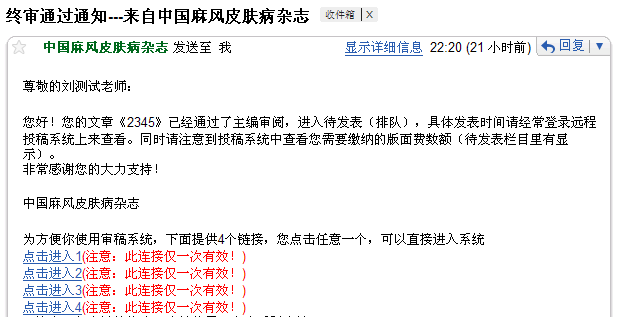 终审通过通知---来自中国麻风皮肤病杂志 收件箱 | X
中国麻风皮肤病杂志 发送至 我 显示详细信息 22:20 (21 小时前) 回复 ▼
尊敬的刘测试老师：
您好！您的文章《2345》已经通过了主编审阅，进入待发表（排队），具体发表时间请经常登录远程
投稿系统上来查看。同时请注意到投稿系统中查看您需要缴纳的版面费数额（待发表栏目里有显
示）。
非常感谢您的大力支持！
中国麻风皮肤病杂志
为方便你使用审稿系统，下面提供4个链接，您点击任意一个，可以直接进入系统
点击进入1(注意：此连接仅一次有效！)
点击进入2(注意：此连接仅一次有效！)
点击进入3(注意：此连接仅一次有效！)
点击进入4(注意：此连接仅一次有效！)